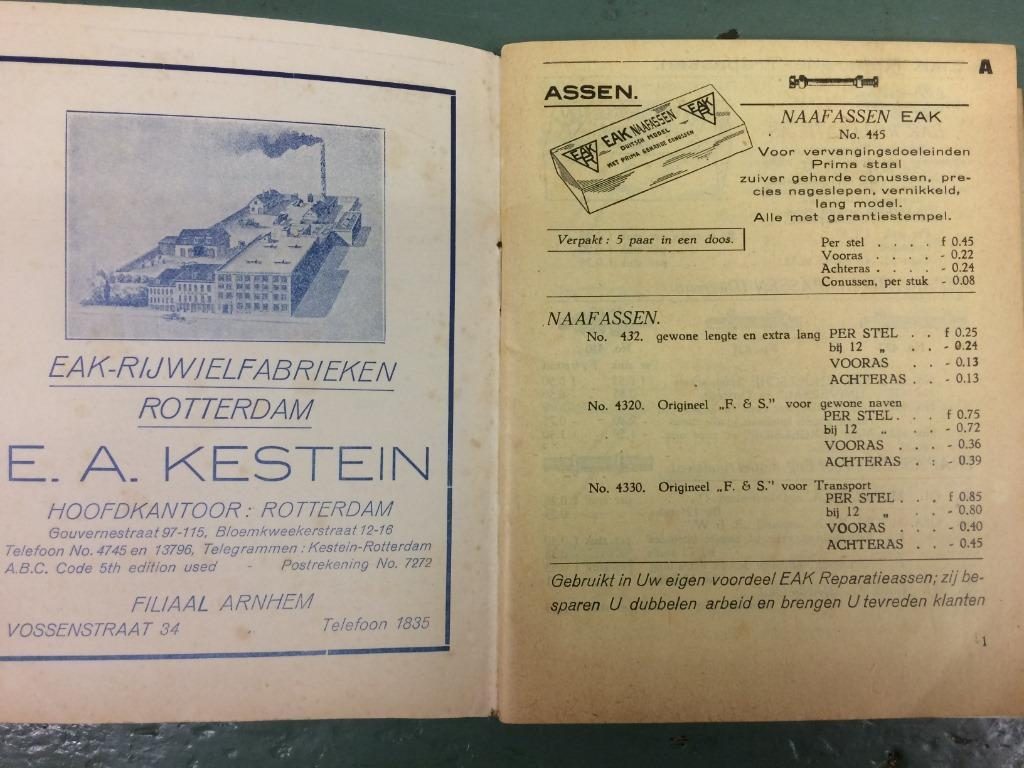 EAK-RIJWIELFABRIEKEN
ROTTERDAM
E. A. KESTEIN
HOOFDKANTOOR : ROTTERDAM
Gouvernestraat 97-115, Bloemkweekerstraat 12-16
Telefoon No. 4745 en 13796, Telegrammen : Kestein-Rotterdam
A.B.C. Code 5th edition used - Postrekening No. 7272
FILIAAL ARNHEM
VOSSENSTRAAT 34 Telefoon 1835
A
ASSEN.
EAK NAAFASSEN
DUITSCH MODEL
MET PRIMA GEHARDE CONUSSEN
EAK
EAK
Verpakt : 5 paar in een doos.
NAAFASSEN EAK
No. 445
Voor vervangingsdoeleinden
Prima staal
zuiver geharde conussen, pre-
cies nageslepen, vernikkeld,
lang model.
Alle met garantiestempel.
Per stel . . . . f 0.45
Vooras . . . . - 0.22
Achteras . . . . - 0.24
Conussen, per stuk - 0.08
NAAFASSEN.
No. 432. gewone lengte en extra lang PER STEL . . f 0.25
bij 12 „ . . - 0.24
VOORAS . . . - 0.13
ACHTERAS . . - 0.13
No. 4320. Origineel „F. & S.” voor gewone naven
PER STEL . . . f 0.75
bij 12 „ . . - 0.72
VOORAS . . . - 0.36
ACHTERAS . : - 0.39
No. 4330. Origineel „F. & S.” voor Transport
PER STEL . . . f 0.85
bij 12 „ . . - 0.80
VOORAS . . . - 0.40
ACHTERAS . . - 0.45
Gebruikt in Uw eigen voordeel EAK Reparatieassen; zij be-
sparen U dubbelen arbeid en brengen U tevreden klanten
1